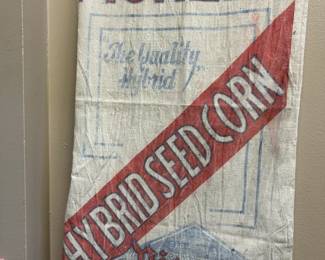 "The Quality
Hybrid"
HYBRID SEED CORN